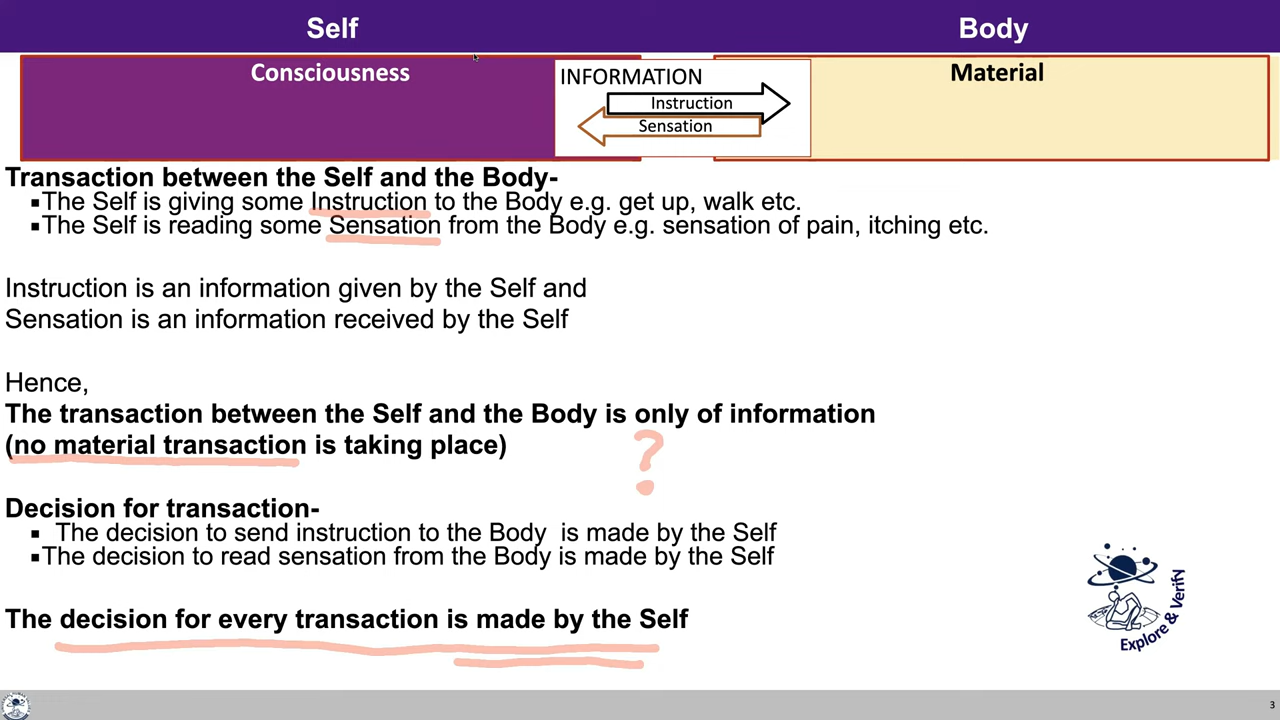 Self
Body
Consciousness
INFORMATION
Material
Instruction
Sensation
Transaction between the Self and the Body-
▪The Self is giving some Instruction to the Body e.g. get up, walk etc.
▪The Self is reading some Sensation from the Body e.g. sensation of pain, itching etc.
Instruction is an information given by the Self and
Sensation is an information received by the Self
Hence,
The transaction between the Self and the Body is only of information
(no material transaction is taking place)
?
Decision for transaction-
▪ The decision to send instruction to the Body is made by the Self
▪The decision to read sensation from the Body is made by the Self
The decision for every transaction is made by the Self
Explore & Verify
3